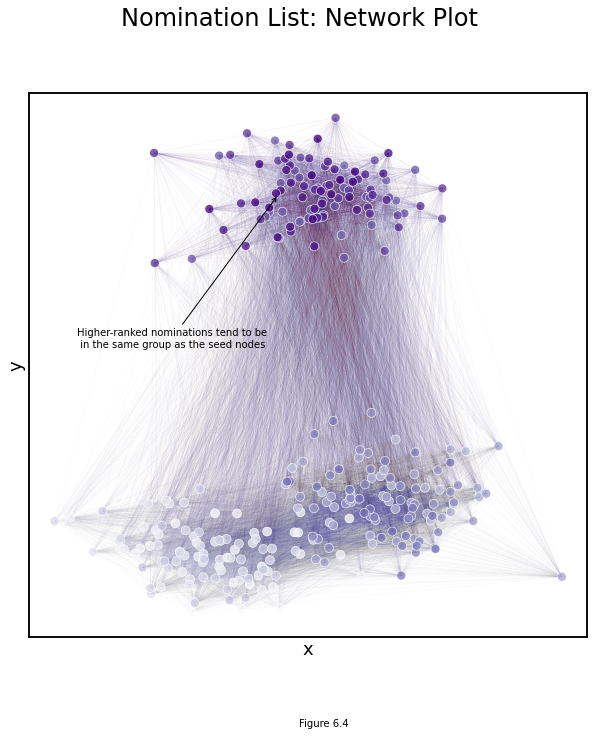 Nomination List: Network Plot
Higher-ranked nominations tend to be
in the same group as the seed nodes
y
x
Figure 6.4